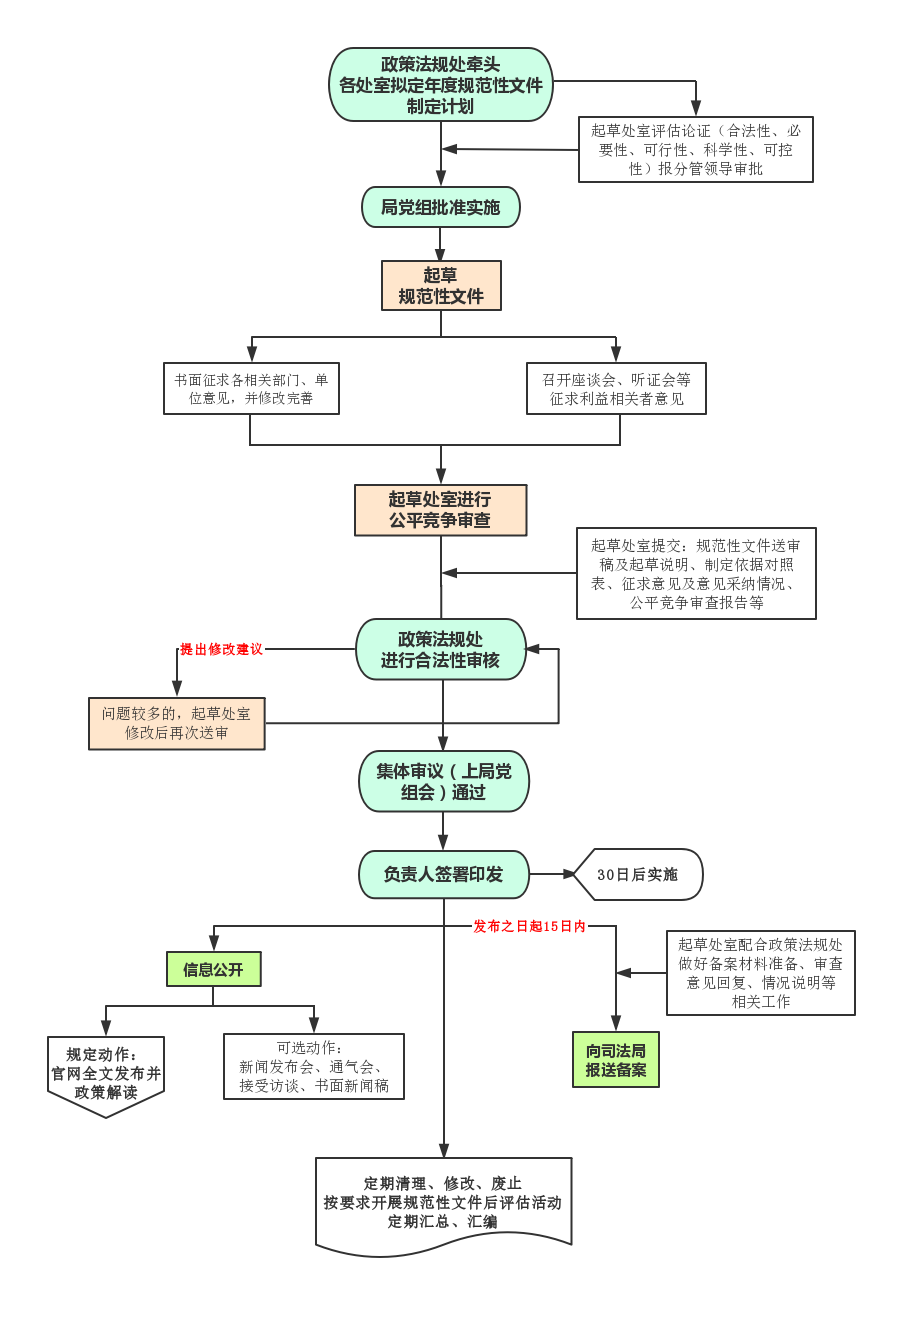 政策法规处牵头
各处室拟定年度规范性文件
制定计划
起草处室评估论证（合法性、必
要性、可行性、科学性、可控
性）报分管领导审批
局党组批准实施
起草
规范性文件
书面征求各相关部门、单
位意见，并修改完善
召开座谈会、听证会等
征求利益相关者意见
起草处室进行
公平竞争审查
起草处室提交：规范性文件送审
稿及起草说明、制定依据对照
表、征求意见及意见采纳情况、
公平竞争审查报告等
政策法规处
进行合法性审核
提出修改建议
问题较多的，起草处室
修改后再次送审
集体审议（上局党
组会）通过
负责人签署印发
30日后实施
发布之日起15日内
信息公开
起草处室配合政策法规处
做好备案材料准备、审查
意见回复、情况说明等
相关工作
规定动作：
官网全文发布并
政策解读
可选动作：
新闻发布会、通气会、
接受访谈、书面新闻稿
向司法局
报送备案
定期清理、修改、废止
按要求开展规范性文件后评估活动
定期汇总、汇编